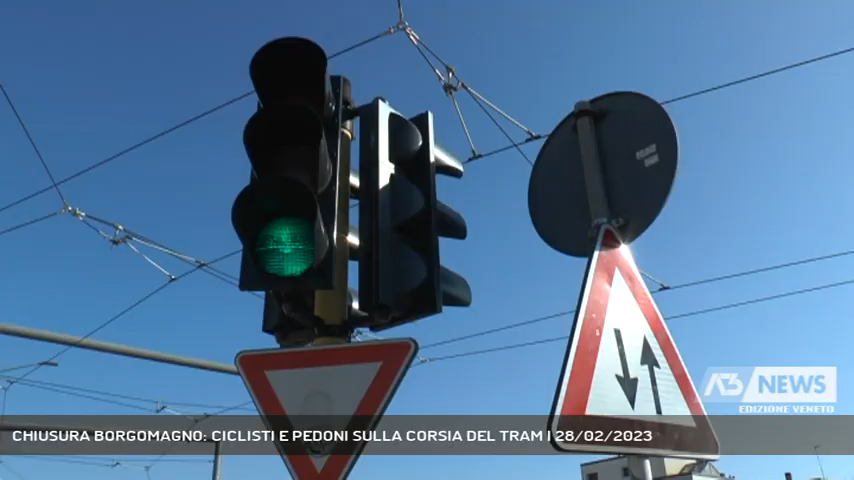 A3 NEWS
EDIZIONE VENETO
CHIUSURA BORGOMAGNO: CICLISTI E PEDONI SULLA CORSIA DEL TRAM | 28/02/2023